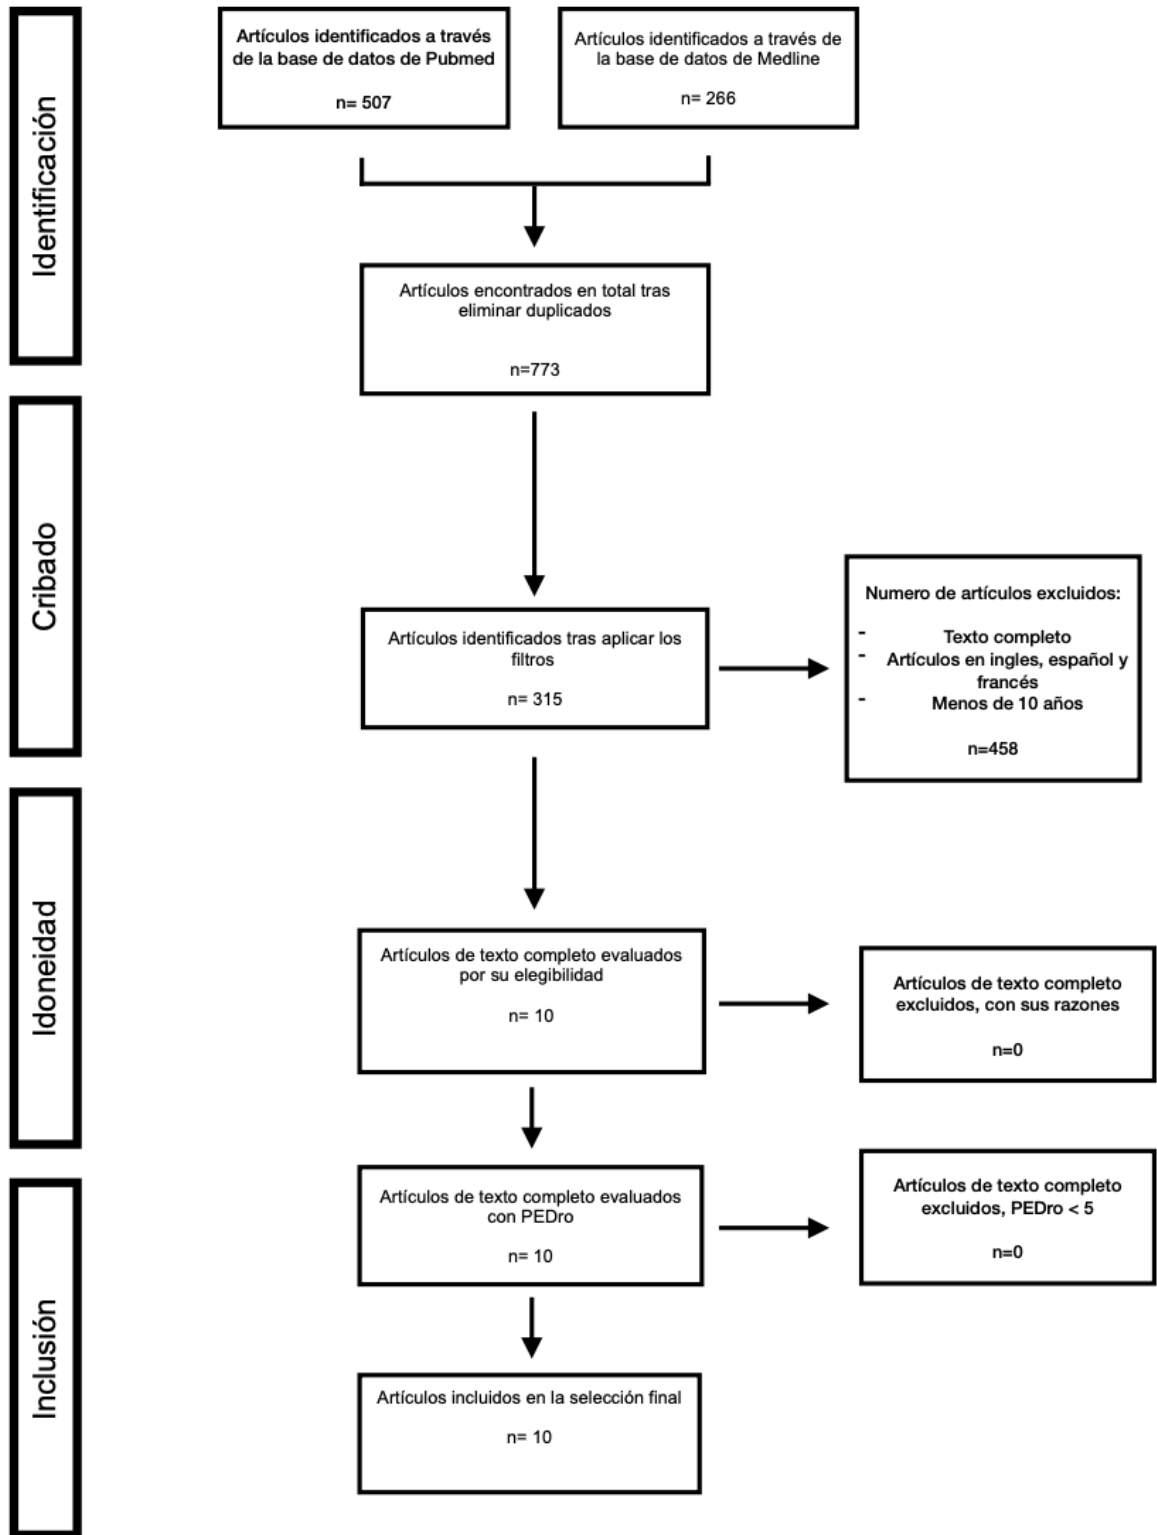 Identificación
Artículos identificados a través
de la base de datos de Pubmed
n= 507
Artículos identificados a través de
la base de datos de Medline
n= 266
Artículos encontrados en total tras
eliminar duplicados
n=773
Cribado
Artículos identificados tras aplicar los
filtros
n= 315
Numero de artículos excluidos:
- Texto completo
- Artículos en ingles, español y
francés
- Menos de 10 años
n=458
Idoneidad
Artículos de texto completo evaluados
por su elegibilidad
n= 10
Artículos de texto completo
excluidos, con sus razones
n=0
Inclusión
Artículos de texto completo evaluados
con PEDro
n= 10
Artículos de texto completo
excluidos, PEDro < 5
n=0
Artículos incluidos en la selección final
n= 10